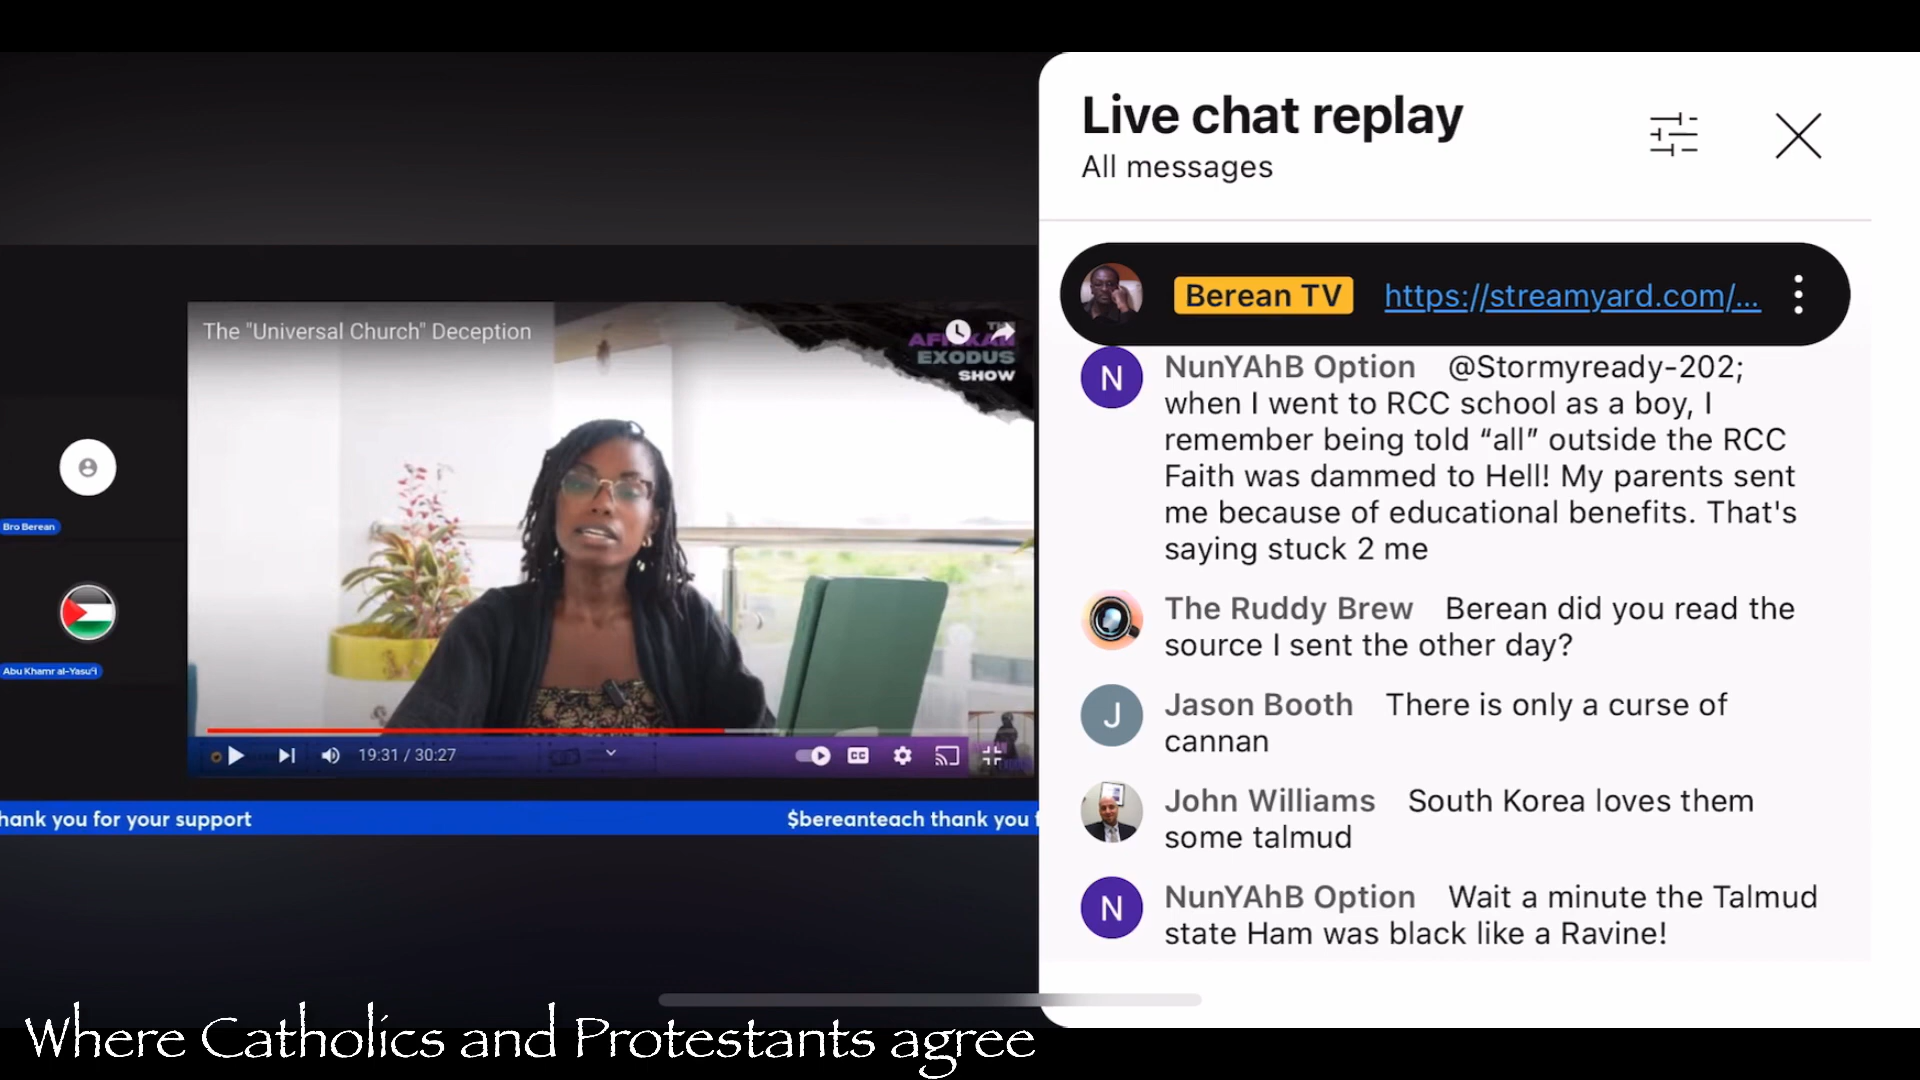 Live chat replay
All messages
Berean TV https://streamyard.com/...
NunYAhB Option @Stormyready-202;
when I went to RCC school as a boy, I
remember being told “all” outside the RCC
Faith was dammed to Hell! My parents sent
me because of educational benefits. That's
saying stuck 2 me
The Ruddy Brew Berean did you read the
source I sent the other day?
Jason Booth There is only a curse of
cannan
John Williams South Korea loves them
some talmud
NunYAhB Option Wait a minute the Talmud
state Ham was black like a Ravine!
N
J
N
The "Universal Church" Deception
THE
AFRIKAN
EXODUS
SHOW
Bro Berean
Abu Khamr al-Yasu'i
19:31 / 30:27
CC
hank you for your support
$bereanteach thank you f
Where Catholics and Protestants agree